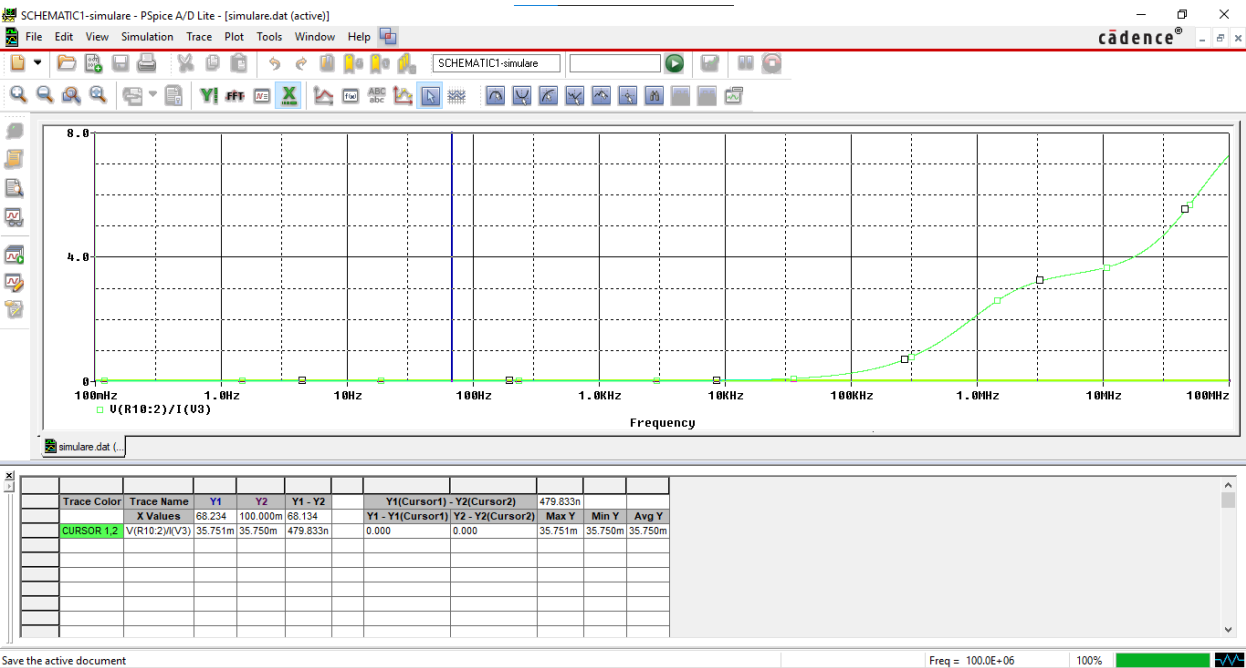 SCHEMATIC1-simulare - PSpice A/D Lite - [simulare.dat (active)]
File Edit View Simulation Trace Plot Tools Window Help
cādence®
SCHEMATIC1-simulare
FFT
f(x)
ABC
abc
8.0
4.0
0
100mHz 1.0Hz 10Hz 100Hz 1.0KHz 10KHz 100KHz 1.0MHz 10MHz 100MHz
V(R10:2)/I(V3)
Frequency
simulare.dat (...
Trace Color Trace Name Y1 Y2 Y1 - Y2 Y1(Cursor1) - Y2(Cursor2) 479.833n
X Values 68.234 100.000m 68.134 Y1 - Y1(Cursor1) Y2 - Y2(Cursor2) Max Y Min Y Avg Y
CURSOR 1,2 V(R10:2)/I(V3) 35.751m 35.750m 479.833n 0.000 0.000 35.751m 35.750m 35.750m
Save the active document Freq = 100.0E+06 100%